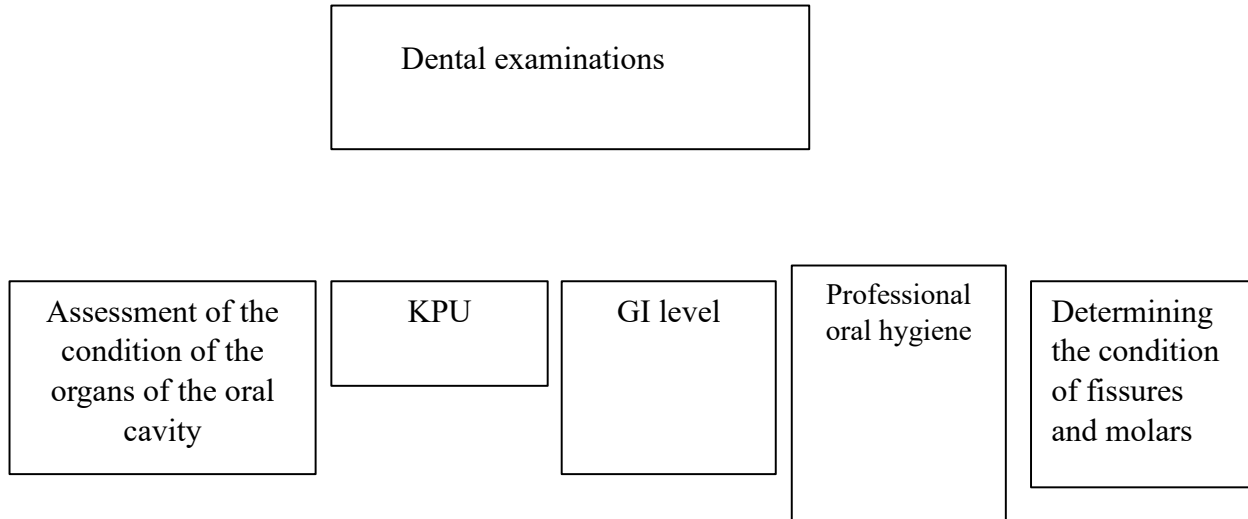 Dental examinations
Assessment of the
condition of the
organs of the oral
cavity
KPU
GI level
Professional
oral hygiene
Determining
the condition
of fissures
and molars